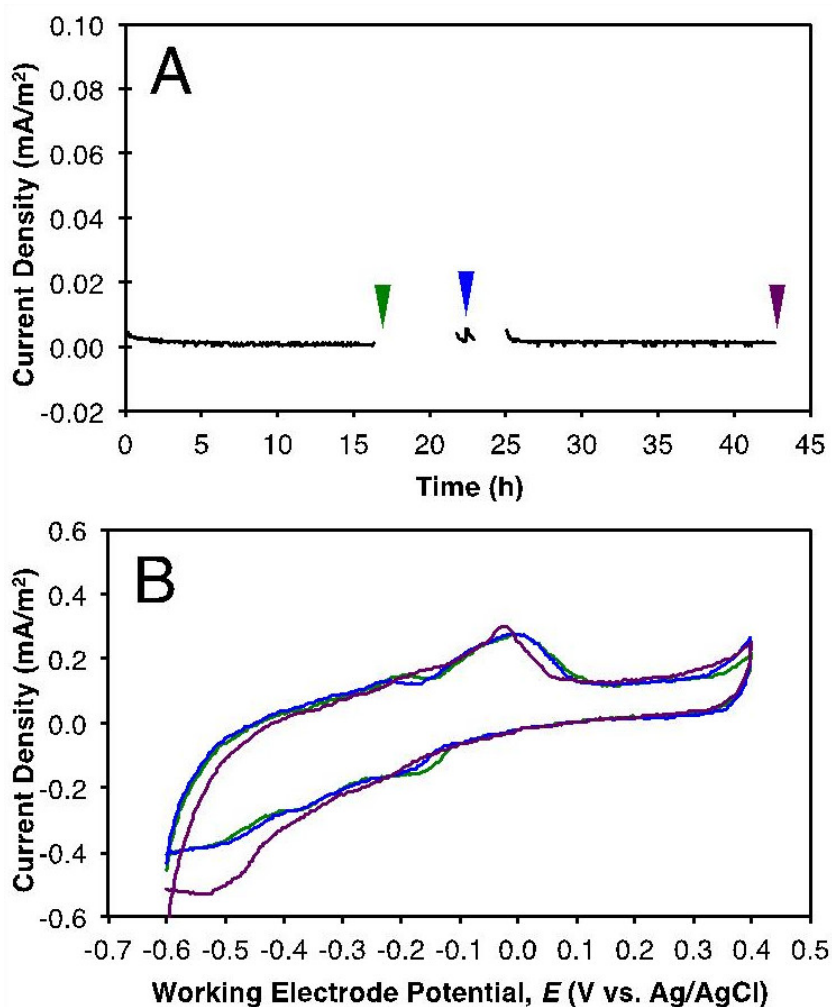 A
Current Density (mA/m²)
0.10
0.08
0.06
0.04
0.02
0.00
-0.02
0 5 10 15 20 25 30 35 40 45
Time (h)
B
Current Density (mA/m²)
0.6
0.4
0.2
0.0
-0.2
-0.4
-0.6
-0.7 -0.6 -0.5 -0.4 -0.3 -0.2 -0.1 0.0 0.1 0.2 0.3 0.4 0.5
Working Electrode Potential, E (V vs. Ag/AgCl)